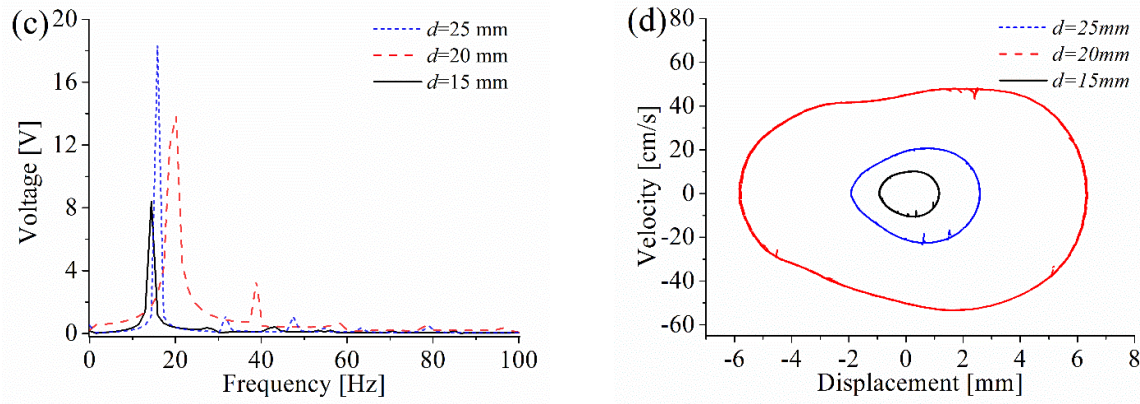 (c)
d=25 mm
d=20 mm
d=15 mm
Voltage [V]
20
16
12
8
4
0
0 20 40 60 80 100
Frequency [Hz]
(d)
d=25mm
d=20mm
d=15mm
Velocity [cm/s]
80
60
40
20
0
-20
-40
-60
-6 -4 -2 0 2 4 6 8
Displacement [mm]